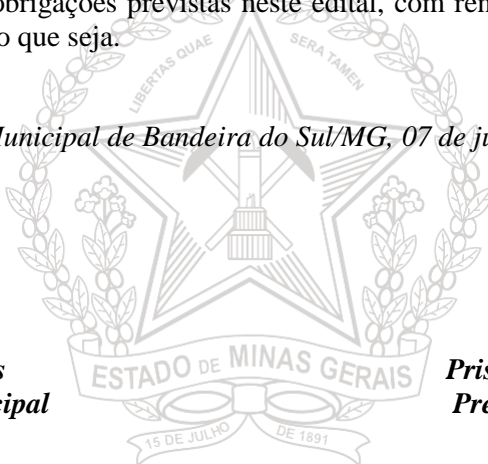 obrigações previstas neste edital, com ren
o que seja.
LIBERTAS QUAE SERA TAMEN
Municipal de Bandeira do Sul/MG, 07 de ju
ESTADO DE MINAS GERAIS
s Pris
cipal Pre
15 DE JULHO DE 1891